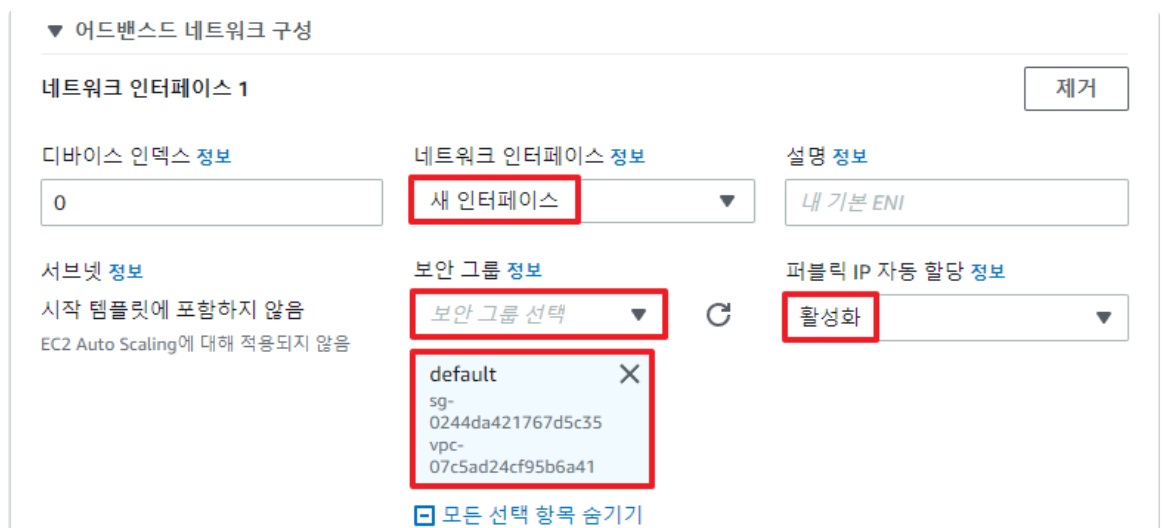 ▼ 어드밴스드 네트워크 구성
네트워크 인터페이스 1
제거
디바이스 인덱스 정보
네트워크 인터페이스 정보
설명 정보
0
새 인터페이스
내 기본 ENI
서브넷 정보
보안 그룹 정보
퍼블릭 IP 자동 할당 정보
시작 템플릿에 포함하지 않음
보안 그룹 선택
활성화
EC2 Auto Scaling에 대해 적용되지 않음
default
sg-
0244da421767d5c35
vpc-
07c5ad24cf95b6a41
모든 선택 항목 숨기기